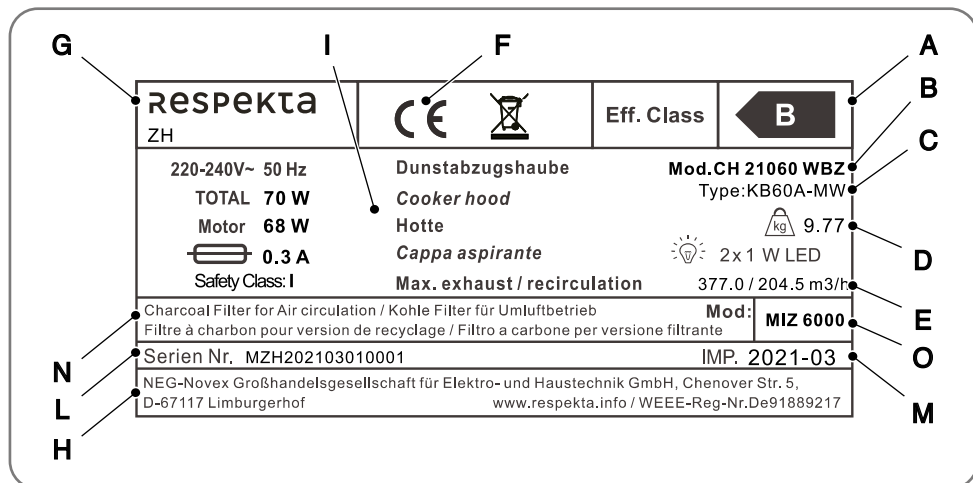 G I F A
B
C
D
E
O
M
N
L
H
Respekta
ZH
CE
Eff. Class
B
220-240V~ 50 Hz Dunstabzugshaube Mod.CH 21060 WBZ
TOTAL 70 W Cooker hood Type:KB60A-MW
Motor 68 W Hotte kg 9.77
0.3 A Cappa aspirante 2x1 W LED
Safety Class: I Max. exhaust / recirculation 377.0 / 204.5 m3/h
Charcoal Filter for Air circulation / Kohle Filter für Umluftbetrieb Mod: MIZ 6000
Filtre à charbon pour version de recyclage / Filtro a carbone per versione filtrante
Serien Nr. MZH202103010001 IMP. 2021-03
NEG-Novex Großhandelsgesellschaft für Elektro- und Haustechnik GmbH, Chenover Str. 5,
D-67117 Limburgerhof www.respekta.info / WEEE-Reg-Nr.De91889217